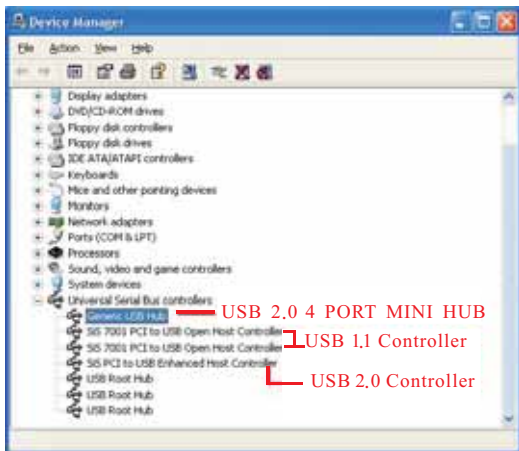 Device Manager
File Action View Help
Display adapters
DVD/CD-ROM drives
Floppy disk controllers
Floppy disk drives
IDE ATA/ATAPI controllers
Keyboards
Mice and other pointing devices
Monitors
Network adapters
Ports (COM & LPT)
Processors
Sound, video and game controllers
System devices
Universal Serial Bus controllers
Generic USB Hub USB 2.0 4 PORT MINI HUB
SiS 7001 PCI to USB Open Host Controller
USB 1.1 Controller
SiS 7001 PCI to USB Open Host Controller
SiS PCI to USB Enhanced Host Controller
USB 2.0 Controller
USB Root Hub
USB Root Hub
USB Root Hub